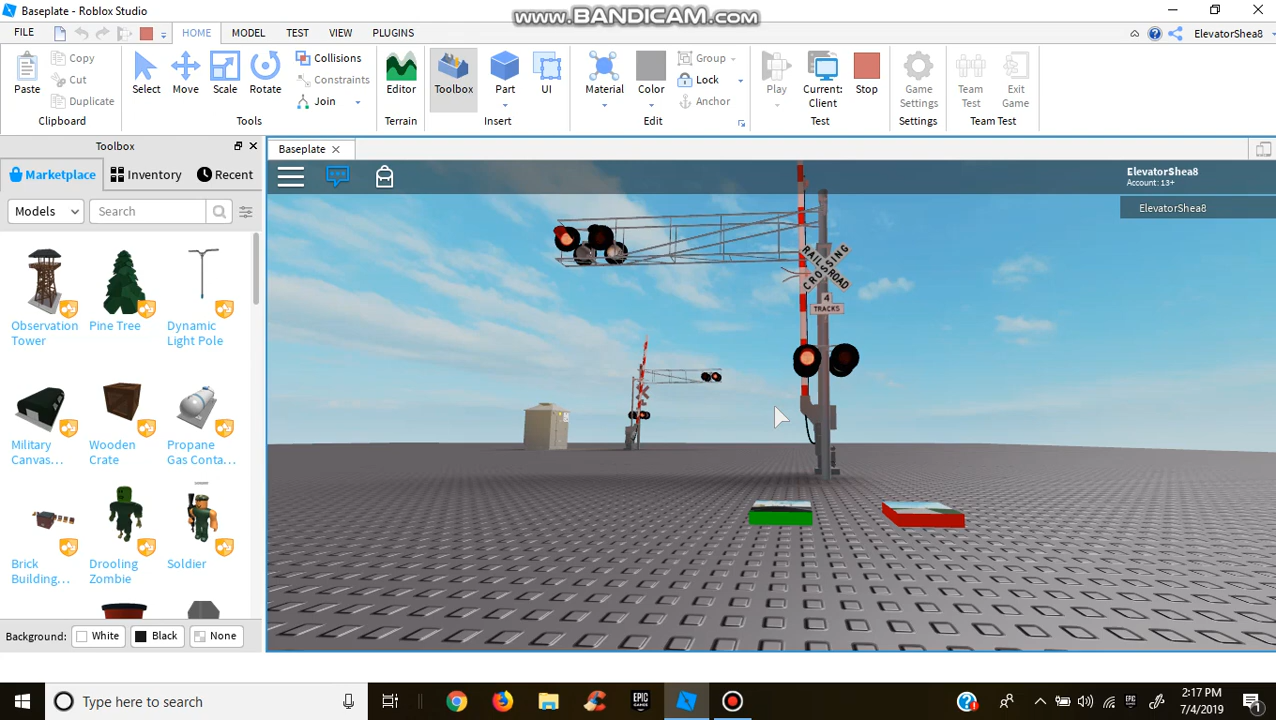 Baseplate - Roblox Studio
www.BANDICAM.com
FILE HOME MODEL TEST VIEW PLUGINS ElevatorShea8
Paste Copy Cut Duplicate
Select Move Scale Rotate Collisions Constraints Join
Editor Toolbox Part UI
Material Color Group Lock Anchor
Play Current: Client Stop Game Settings Team Test Exit Game
Clipboard Tools Terrain Insert Edit Test Settings Team Test
Toolbox
Baseplate
Marketplace Inventory Recent
Models Search
ElevatorShea8
Account: 13+
ElevatorShea8
Observation Tower
Pine Tree
Dynamic Light Pole
Military Canvas...
Wooden Crate
Propane Gas Conta...
Brick Building...
Drooling Zombie
Soldier
RAILROAD
CROSSING
4
TRACKS
Background: White Black None
Type here to search
EPIC GAMES
2:17 PM
7/4/2019
1